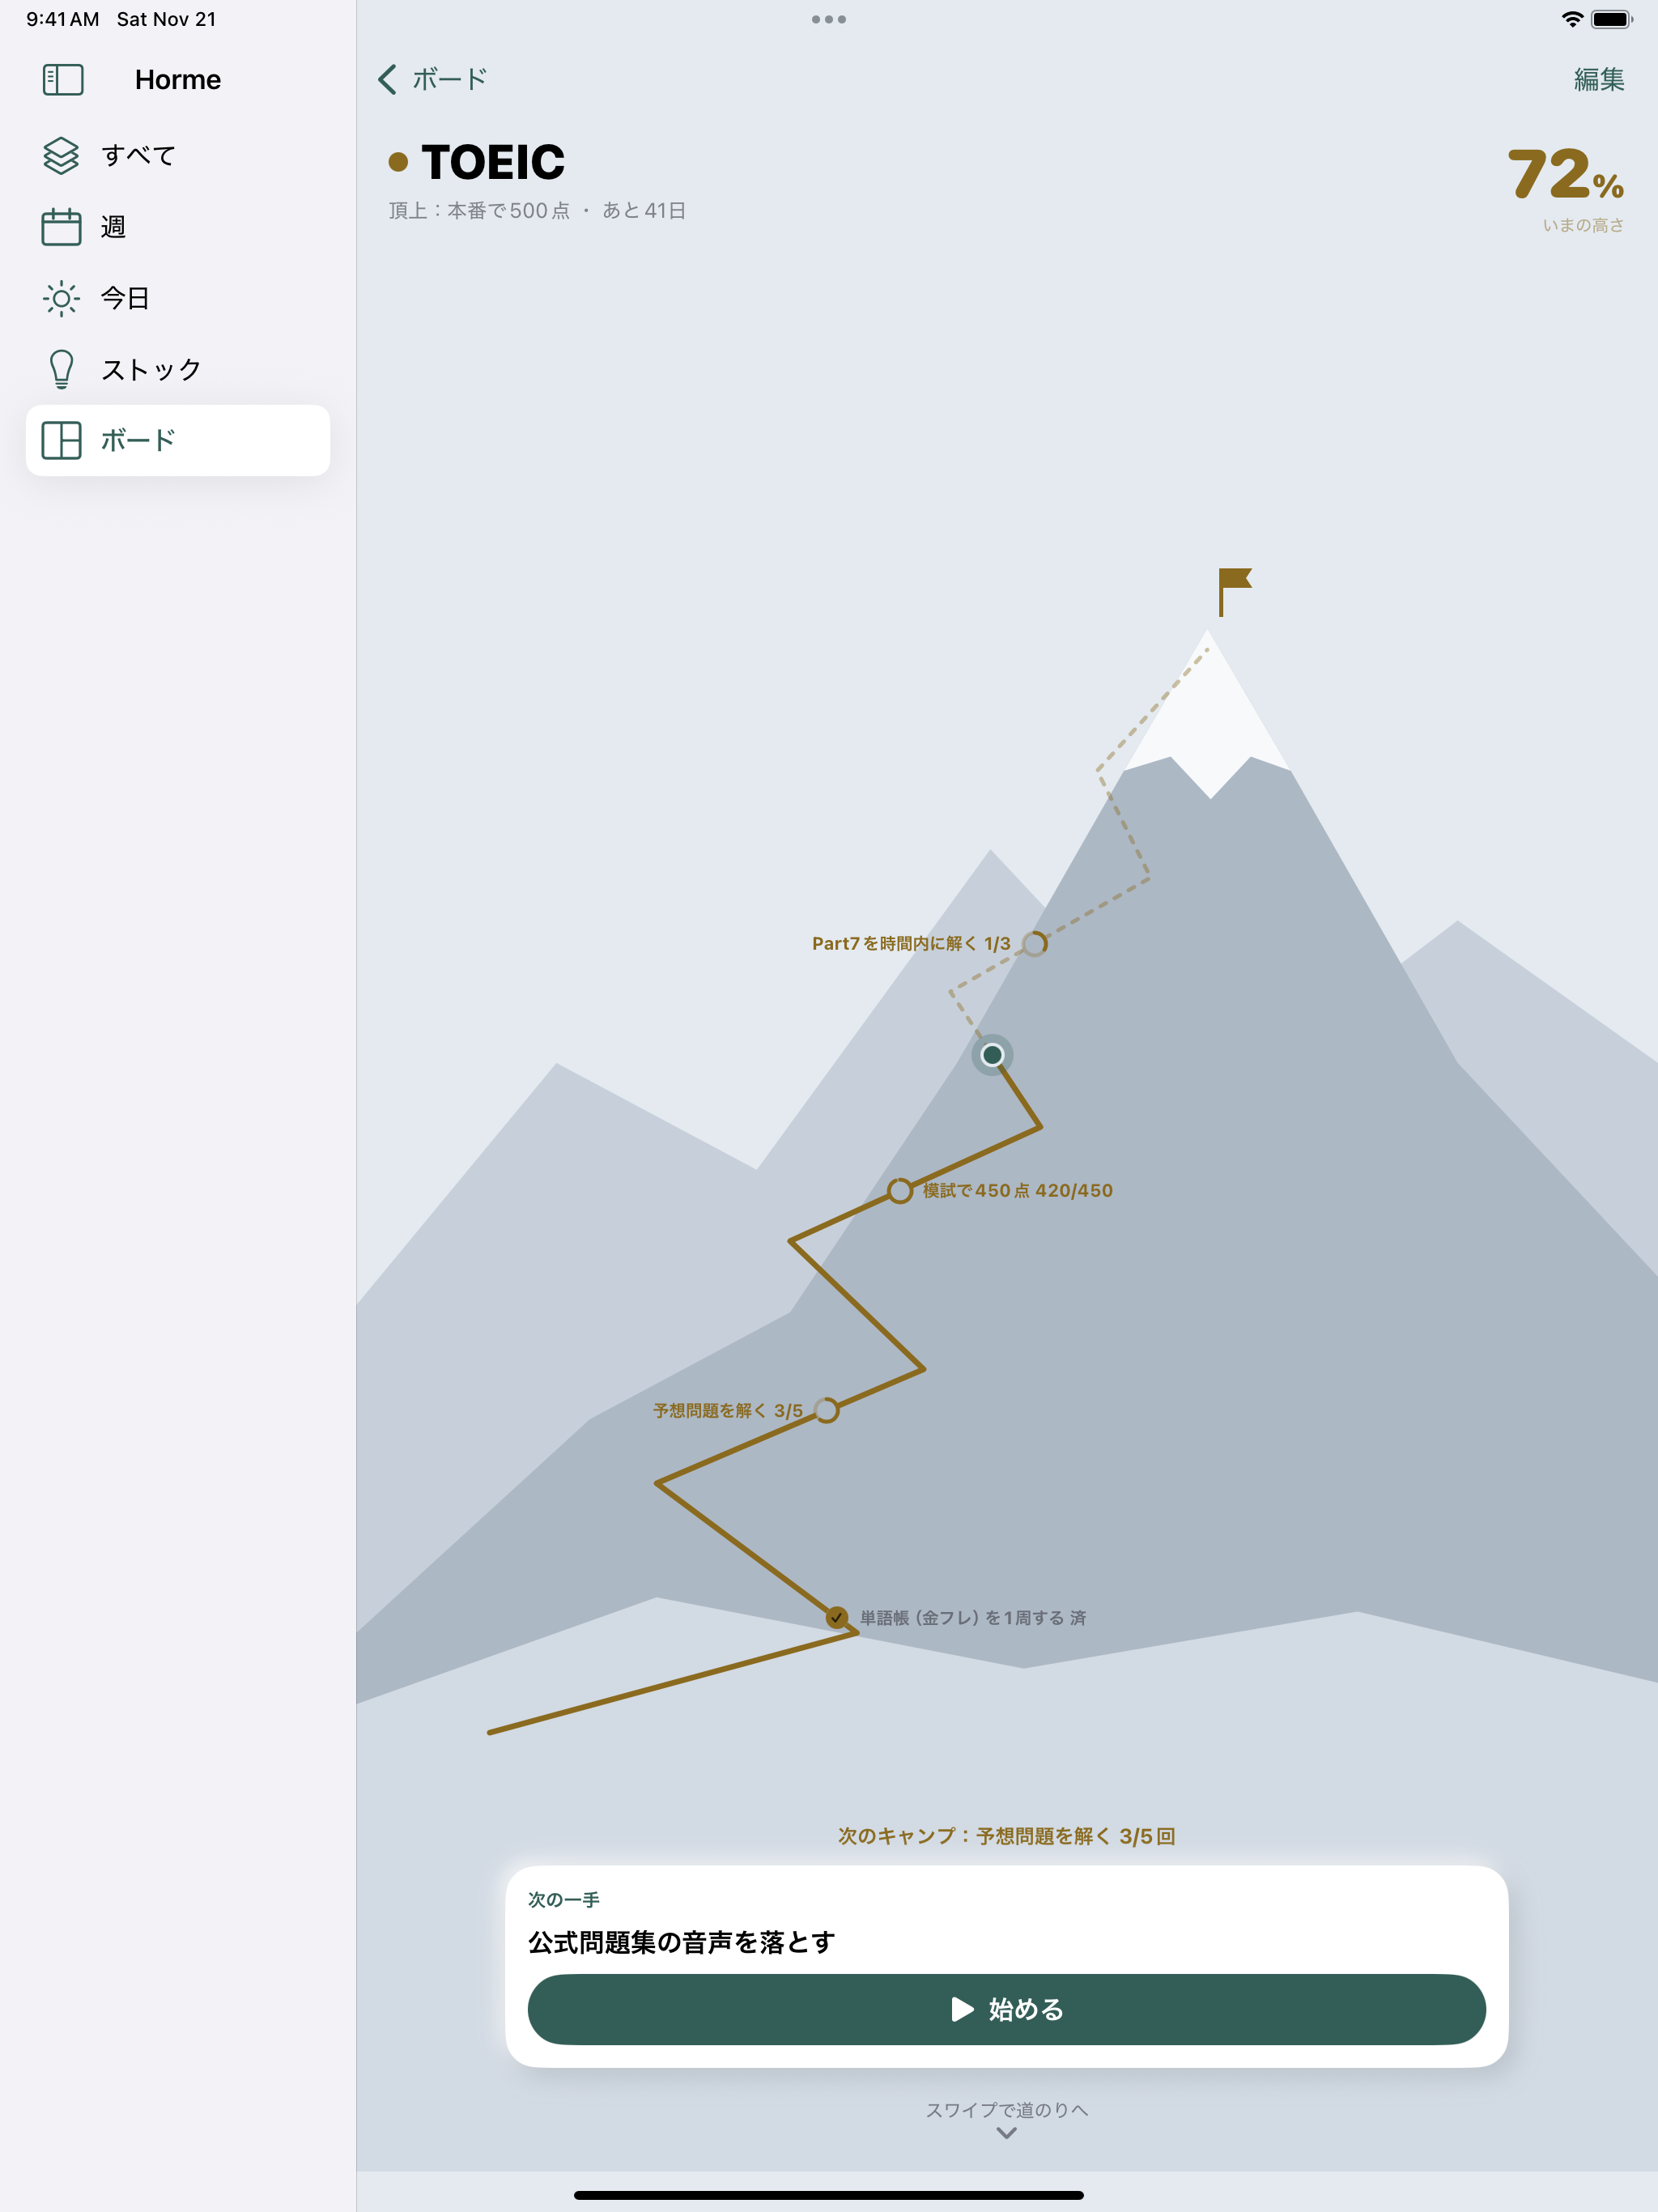 9:41 AM Sat Nov 21
Horme
すべて
週
今日
ストック
ボード
ボード
編集
TOEIC
頂上：本番で500点 ・ あと41日
72%
いまの高さ
Part7を時間内に解く 1/3
模試で450点 420/450
予想問題を解く 3/5
単語帳（金フレ）を1周する 済
次のキャンプ：予想問題を解く 3/5回
次の一手
公式問題集の音声を落とす
始める
スワイプで道のりへ